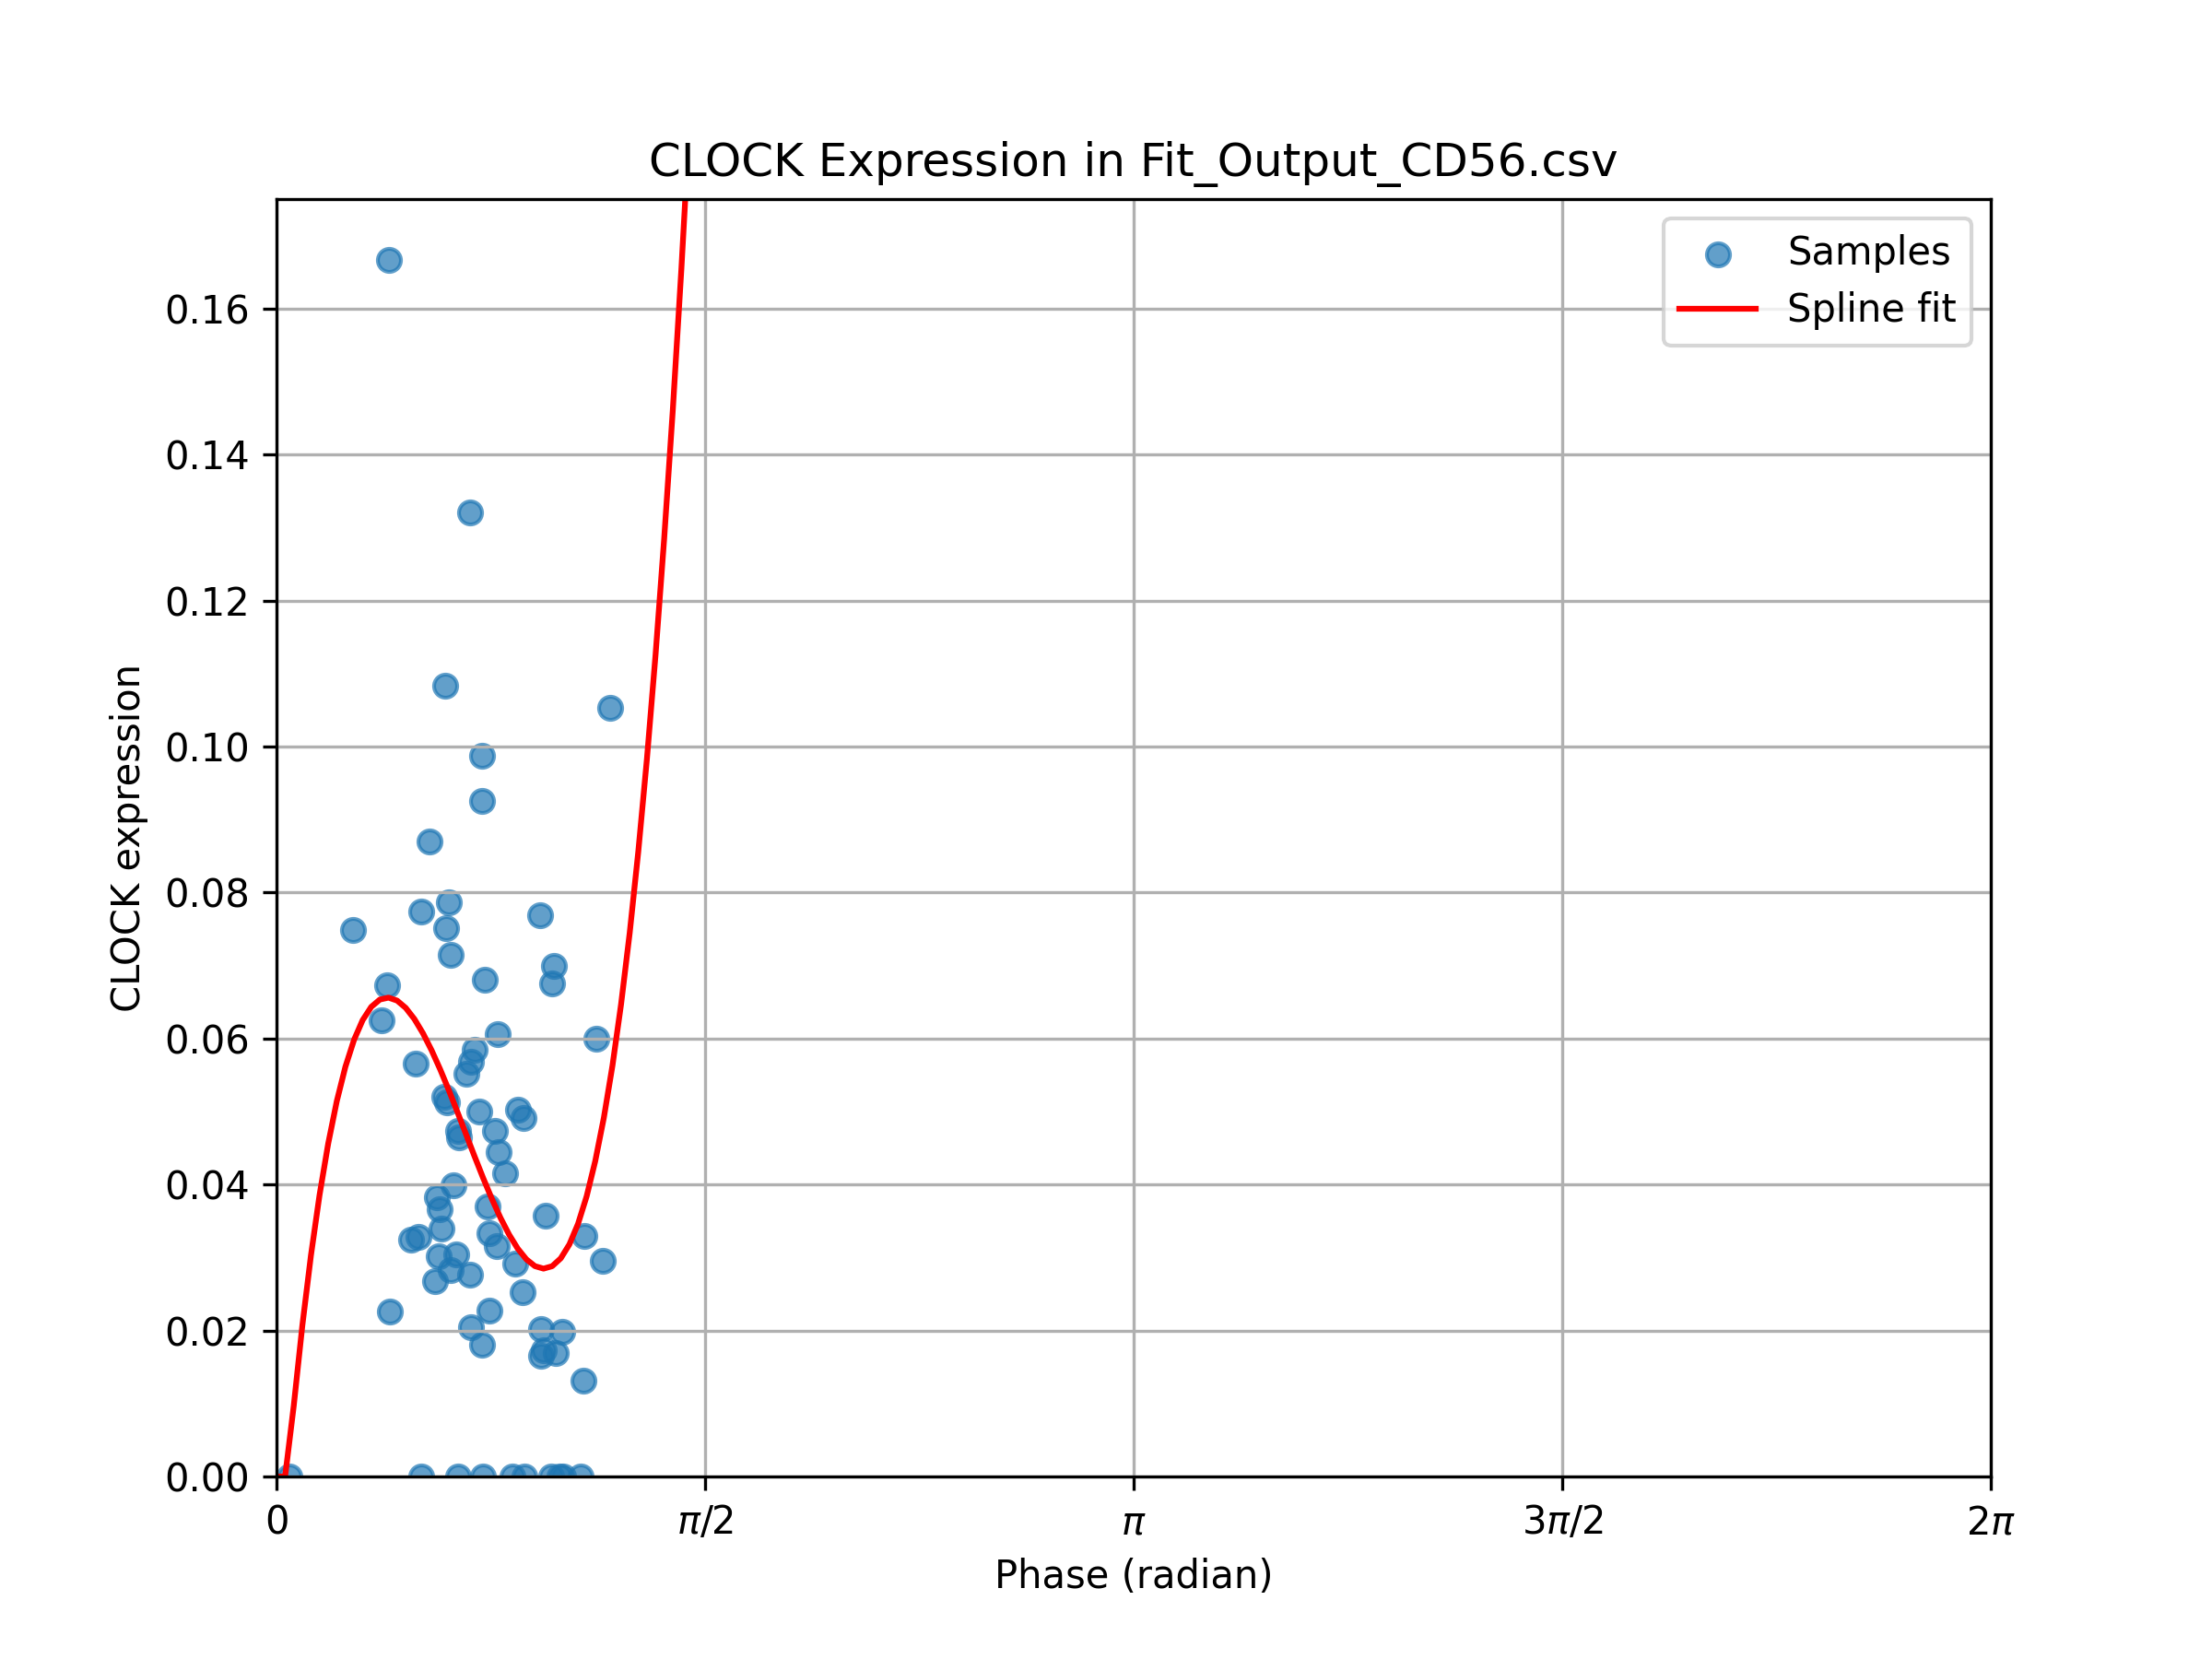 CLOCK Expression in Fit_Output_CD56.csv
Samples
Spline fit
CLOCK expression
0.16
0.14
0.12
0.10
0.08
0.06
0.04
0.02
0.00
0
π/2
π
3π/2
2π
Phase (radian)